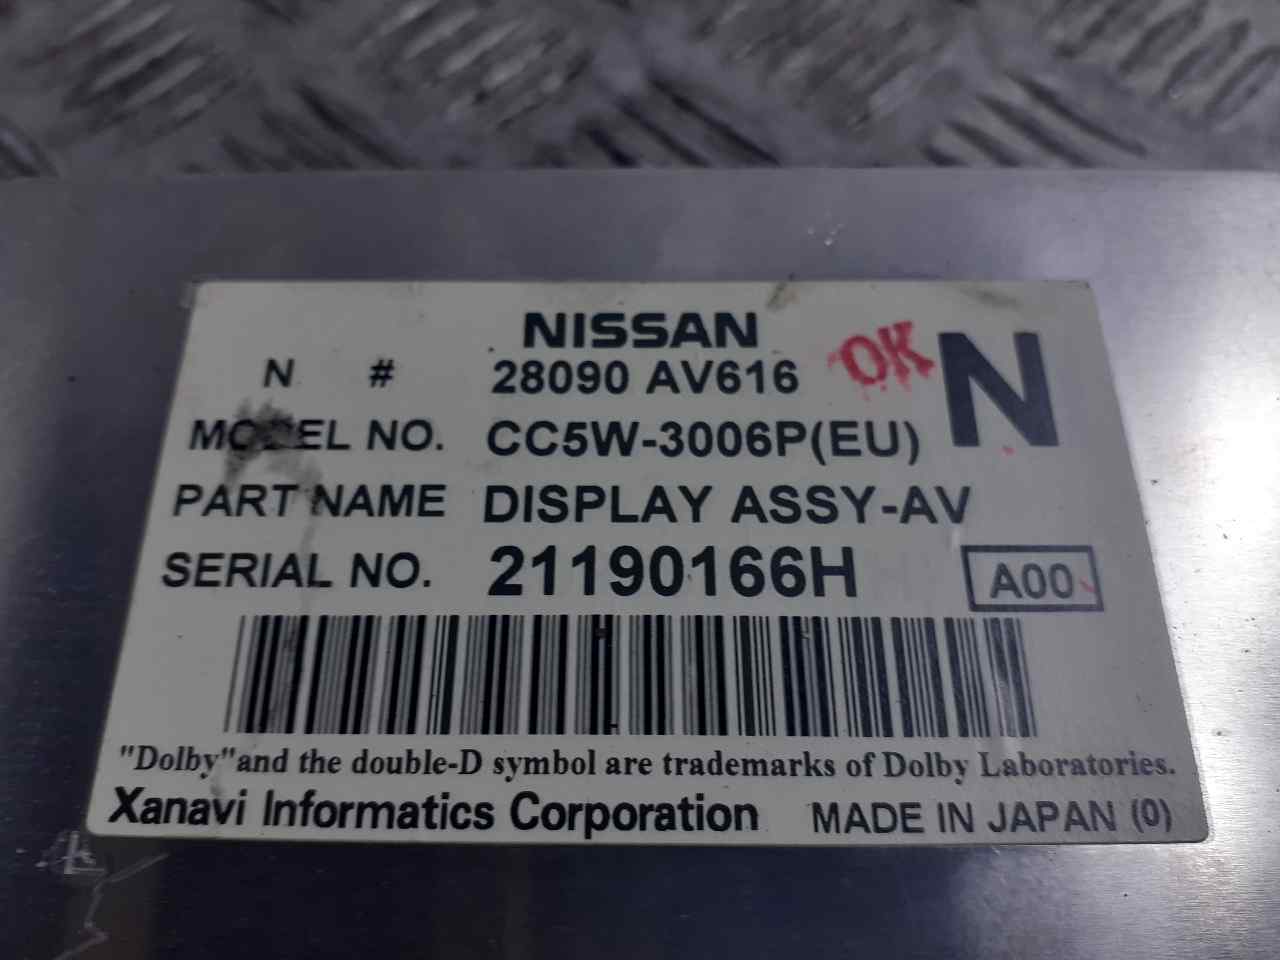 NISSAN
N # 28090 AV616 OK N
MODEL NO. CC5W-3006P(EU)
PART NAME DISPLAY ASSY-AV
SERIAL NO. 21190166H A00
"Dolby"and the double-D symbol are trademarks of Dolby Laboratories.
Xanavi Informatics Corporation MADE IN JAPAN (0)